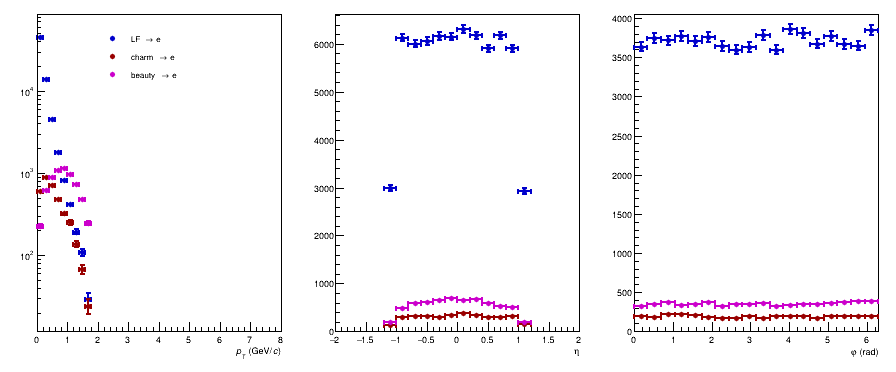 LF → e
charm → e
beauty → e
10⁴
10³
10²
0 1 2 3 4 5 6 7 8
p_T (GeV/c)
6000
5000
4000
3000
2000
1000
0
−2 −1.5 −1 −0.5 0 0.5 1 1.5 2
η
4000
3500
3000
2500
2000
1500
1000
500
0
0 1 2 3 4 5 6
φ (rad)